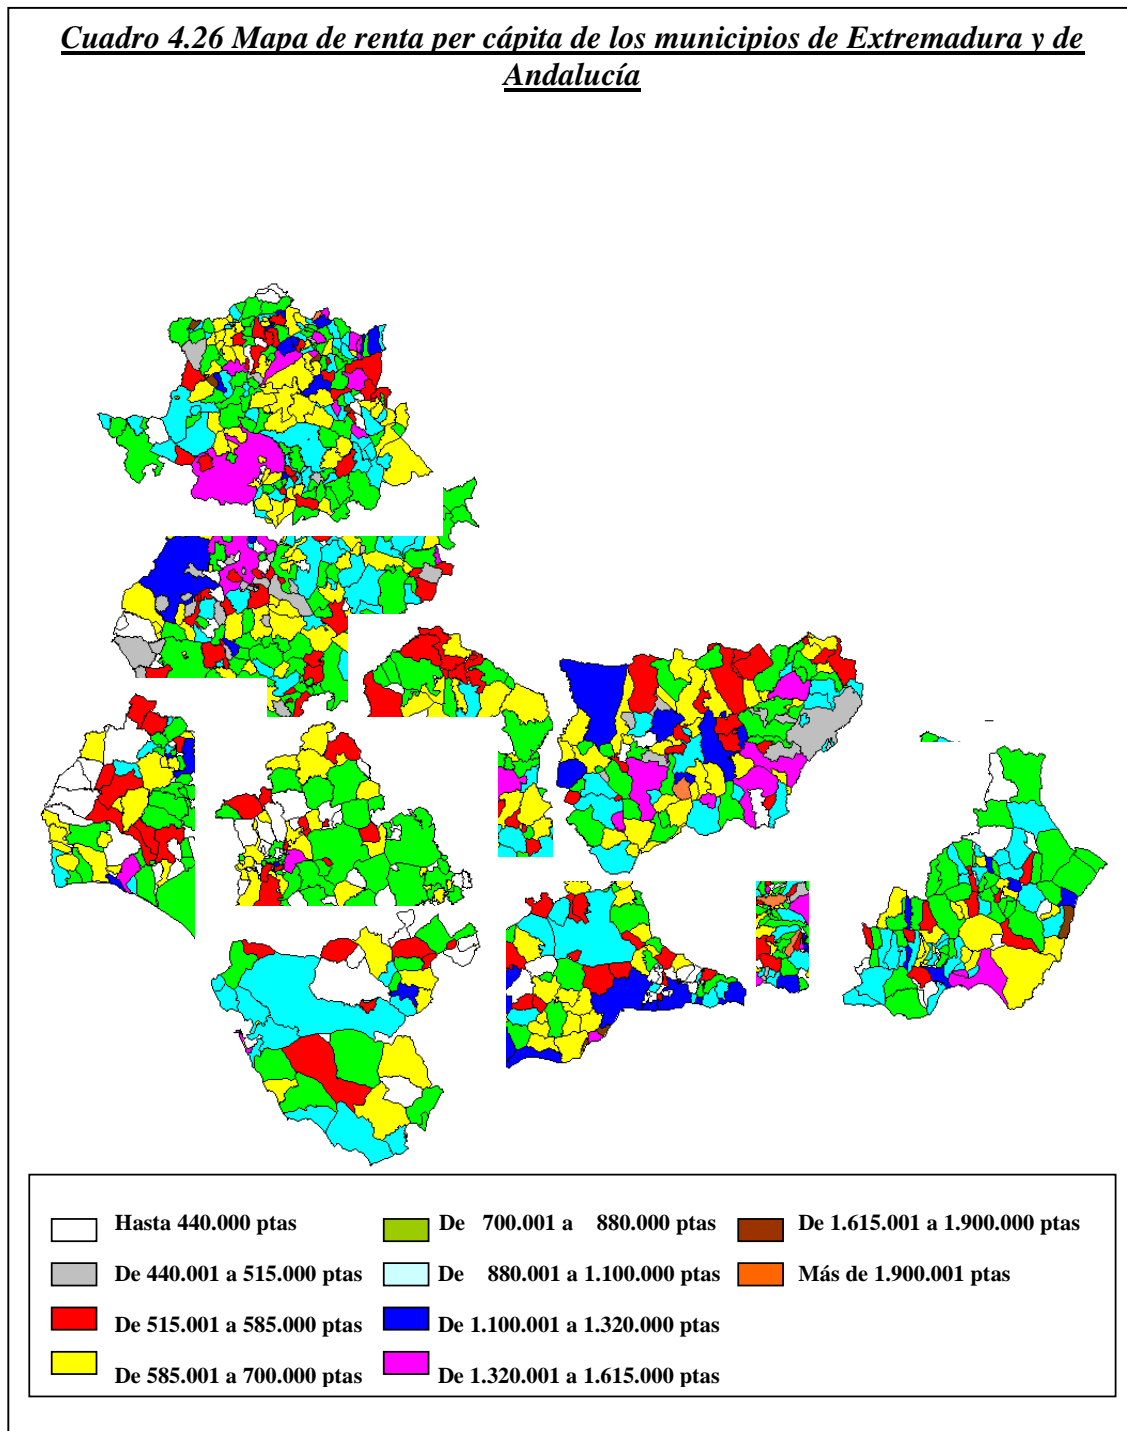 Cuadro 4.26 Mapa de renta per cápita de los municipios de Extremadura y de
Andalucía
Hasta 440.000 ptas
De 440.001 a 515.000 ptas
De 515.001 a 585.000 ptas
De 585.001 a 700.000 ptas
De 700.001 a 880.000 ptas
De 880.001 a 1.100.000 ptas
De 1.100.001 a 1.320.000 ptas
De 1.320.001 a 1.615.000 ptas
De 1.615.001 a 1.900.000 ptas
Más de 1.900.001 ptas